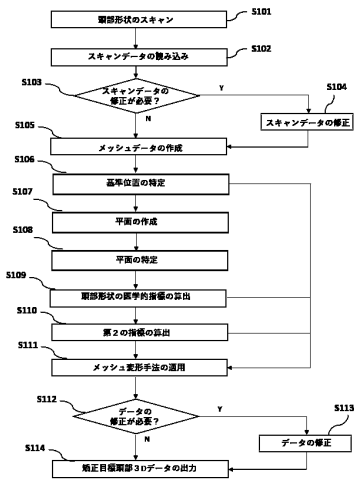 頭部形状のスキャン
S101
スキャンデータの読み込み
S102
S103
スキャンデータの
修正が必要？
Y
S104
スキャンデータの修正
N
S105
メッシュデータの作成
S106
基準位置の特定
S107
平面の作成
S108
平面の特定
S109
頭部形状の医学的指標の算出
S110
第２の指標の算出
S111
メッシュ変形手法の適用
S112
データの
修正が必要？
Y
S113
データの修正
N
S114
矯正目標頭部３Dデータの出力